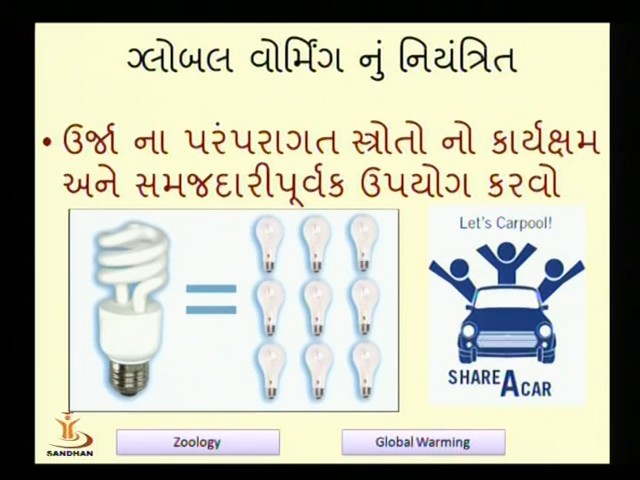 ગ્લોબલ વોર્મિંગ નું નિયંત્રિત
• ઉર્જા ના પરંપરાગત સ્ત્રોતો નો કાર્યક્ષમ
અને સમજદારીપૂર્વક ઉપયોગ કરવો
Let's Carpool!
SHARE A CAR
SANDHAN
Zoology
Global Warming